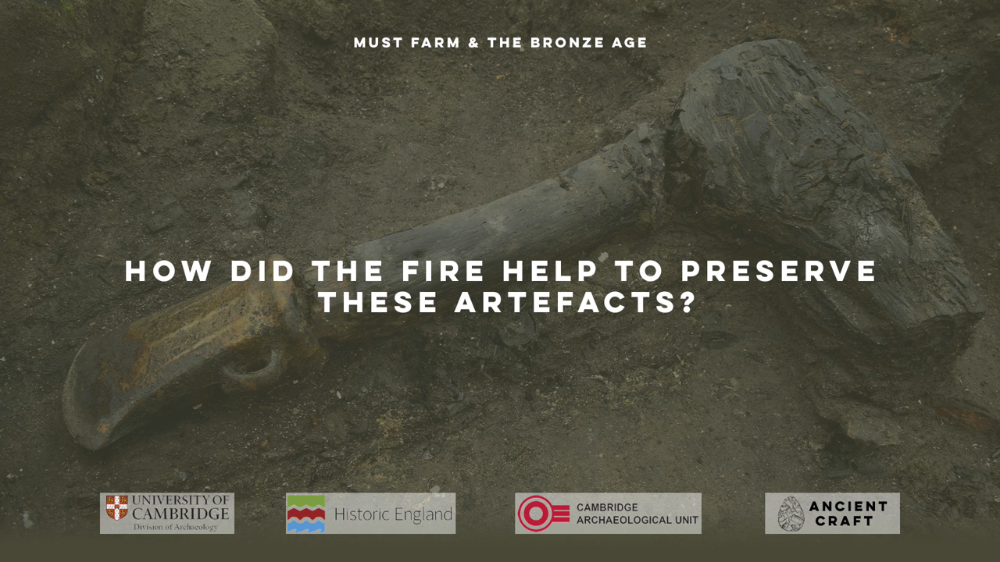 MUST FARM & THE BRONZE AGE
HOW DID THE FIRE HELP TO PRESERVE
THESE ARTEFACTS?
UNIVERSITY OF
CAMBRIDGE
Division of Archaeology
Historic England
CAMBRIDGE
ARCHAEOLOGICAL UNIT
ANCIENT
CRAFT